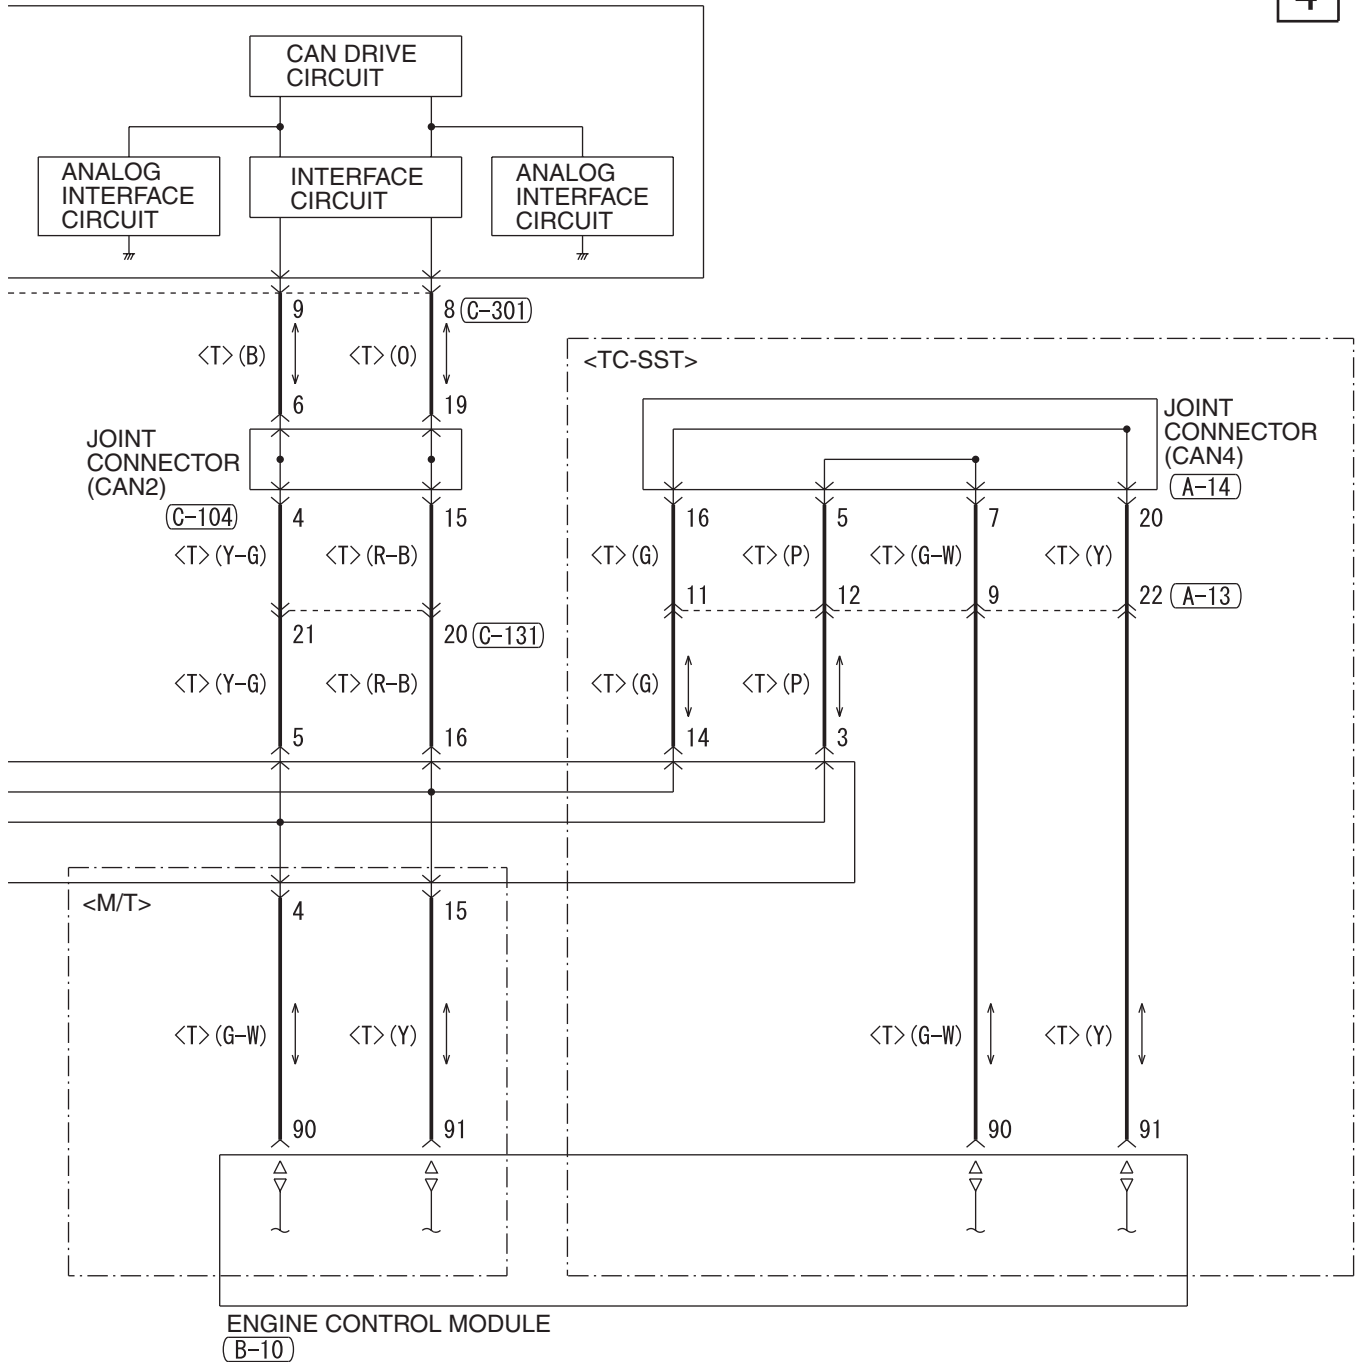 4
CAN DRIVE
CIRCUIT
ANALOG
INTERFACE
CIRCUIT
INTERFACE
CIRCUIT
ANALOG
INTERFACE
CIRCUIT
9
8 C-301
<T>(B)
<T>(O)
6
19
<TC-SST>
JOINT
CONNECTOR
(CAN2)
JOINT
CONNECTOR
(CAN4)
A-14
C-104
4
15
16
5
7
20
<T>(Y-G)
<T>(R-B)
<T>(G)
<T>(P)
<T>(G-W)
<T>(Y)
11
12
9
22 A-13
21
20 C-131
<T>(Y-G)
<T>(R-B)
<T>(G)
<T>(P)
5
16
14
3
<M/T>
4
15
<T>(G-W)
<T>(Y)
<T>(G-W)
<T>(Y)
90
91
90
91
ENGINE CONTROL MODULE
B-10